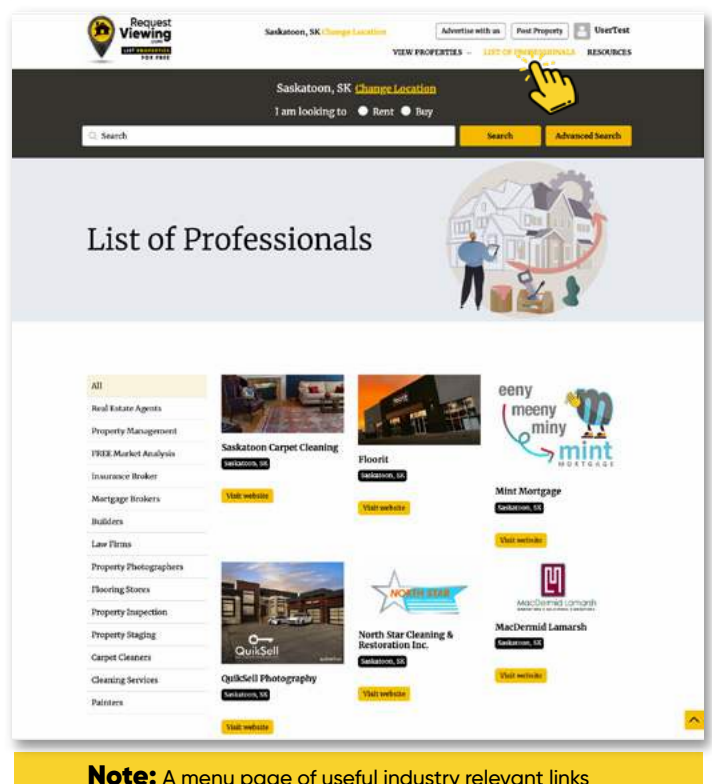 Request
Viewing
.com
LIST PROPERTIES
FOR FREE
Saskatoon, SK Change Location
Advertise with us
Post Property
UserTest
VIEW PROPERTIES
LIST OF PROFESSIONALS
RESOURCES
Saskatoon, SK Change Location
I am looking to Rent Buy
Search
Search
Advanced Search
List of Professionals
All
Real Estate Agents
Property Management
FREE Market Analysis
Insurance Broker
Mortgage Brokers
Builders
Law Firms
Property Photographers
Flooring Stores
Property Inspection
Property Staging
Carpet Cleaners
Cleaning Services
Painters
Saskatoon Carpet Cleaning
Saskatoon, SK
Visit website
Floorit
Saskatoon, SK
Visit website
eeny
meeny
miny
mint
MORTGAGE
Mint Mortgage
Saskatoon, SK
Visit website
QuikSell
QuikSell Photography
Saskatoon, SK
Visit website
NORTH STAR
North Star Cleaning &
Restoration Inc.
Saskatoon, SK
Visit website
MacDermid Lamarsh
MacDermid Lamarsh
Saskatoon, SK
Visit website
Note: A menu page of useful industry relevant links